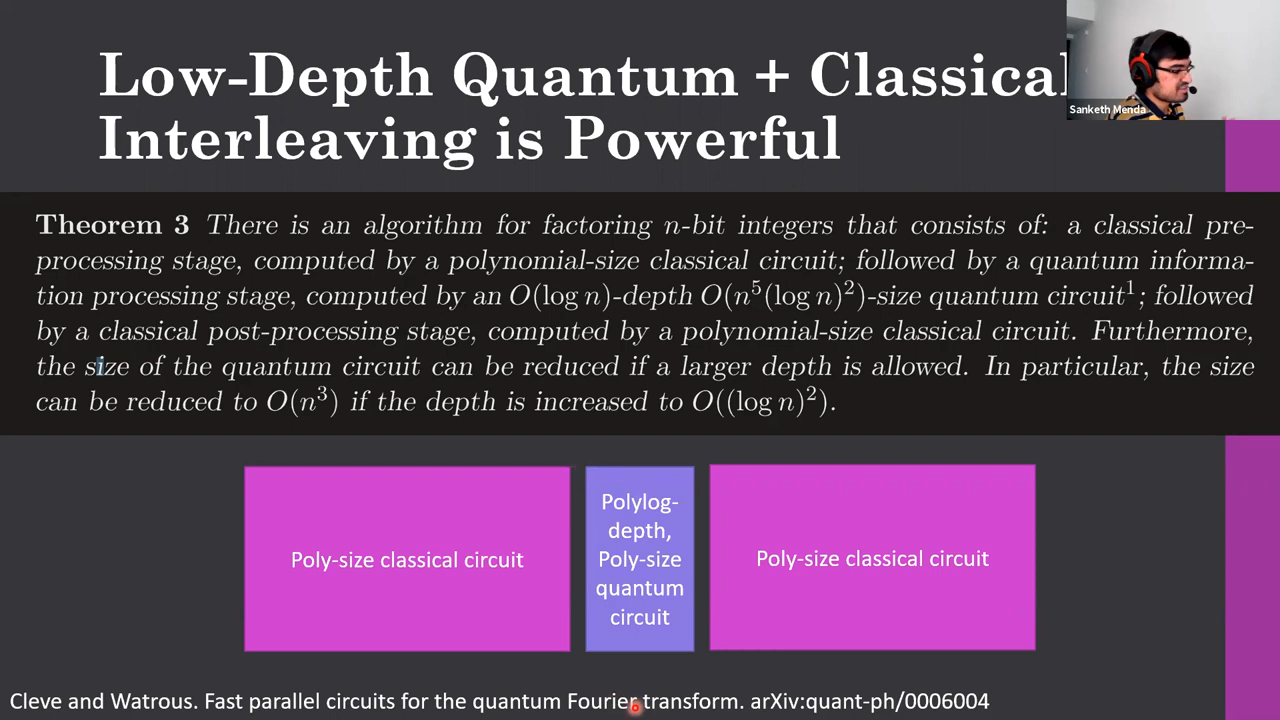 Low-Depth Quantum + Classical
Interleaving is Powerful
Sanketh Menda
Theorem 3 There is an algorithm for factoring n-bit integers that consists of: a classical pre-
processing stage, computed by a polynomial-size classical circuit; followed by a quantum informa-
tion processing stage, computed by an O(log n)-depth O(n⁵(log n)²)-size quantum circuit¹; followed
by a classical post-processing stage, computed by a polynomial-size classical circuit. Furthermore,
the size of the quantum circuit can be reduced if a larger depth is allowed. In particular, the size
can be reduced to O(n³) if the depth is increased to O((log n)²).
Poly-size classical circuit
Polylog-
depth,
Poly-size
quantum
circuit
Poly-size classical circuit
Cleve and Watrous. Fast parallel circuits for the quantum Fourier transform. arXiv:quant-ph/0006004